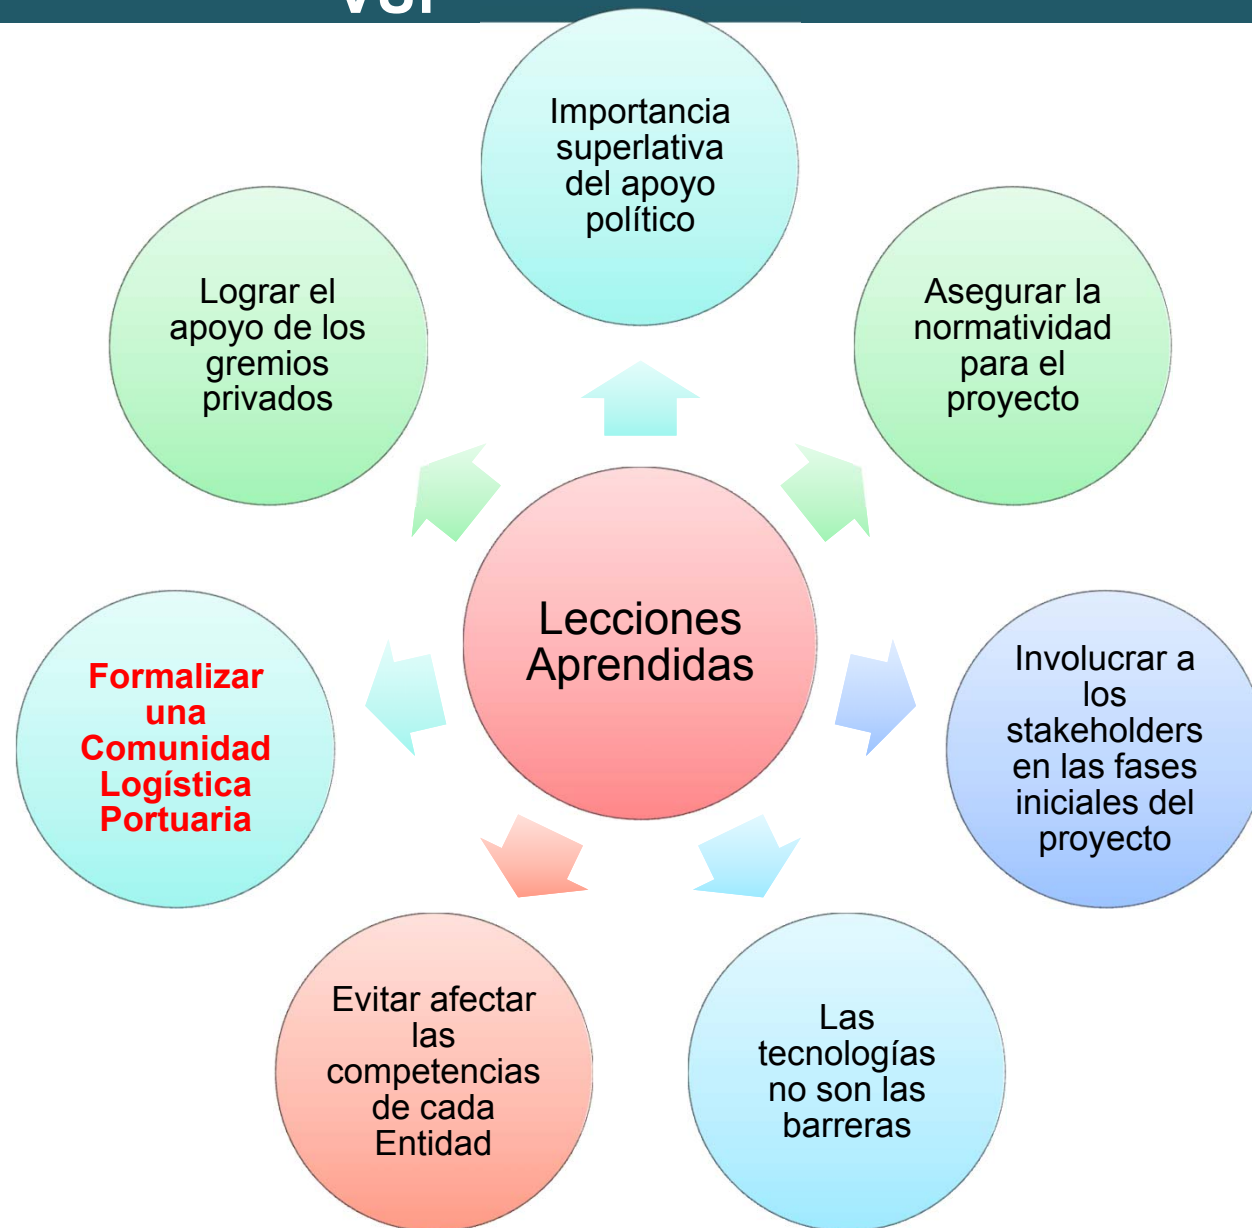 Importancia
superlativa
del apoyo
político
Lograr el
apoyo de los
gremios
privados
Asegurar la
normatividad
para el
proyecto
Lecciones
Aprendidas
Formalizar
una
Comunidad
Logística
Portuaria
Involucrar a
los
stakeholders
en las fases
iniciales del
proyecto
Evitar afectar
las
competencias
de cada
Entidad
Las
tecnologías
no son las
barreras